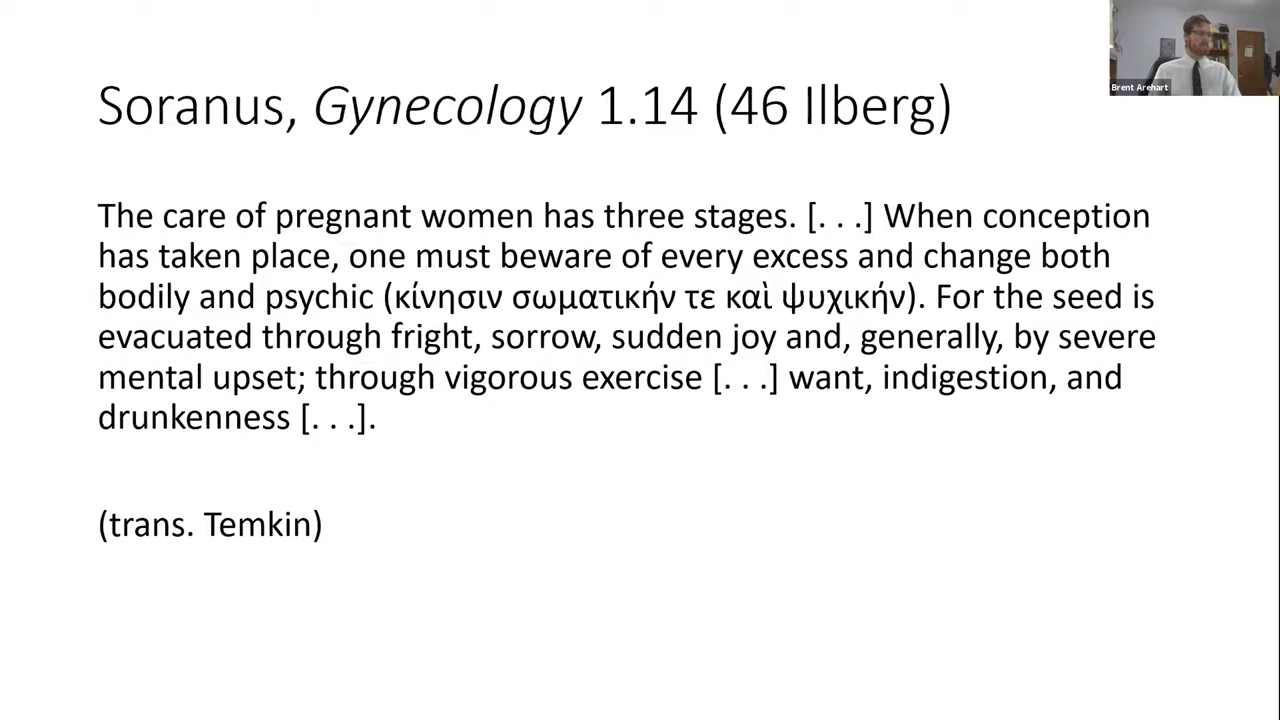 Soranus, Gynecology 1.14 (46 Ilberg)
The care of pregnant women has three stages. [. . .] When conception
has taken place, one must beware of every excess and change both
bodily and psychic (κίνησιν σωματικήν τε καὶ ψυχικήν). For the seed is
evacuated through fright, sorrow, sudden joy and, generally, by severe
mental upset; through vigorous exercise [. . .] want, indigestion, and
drunkenness [. . .].
(trans. Temkin)
Brent Arehart